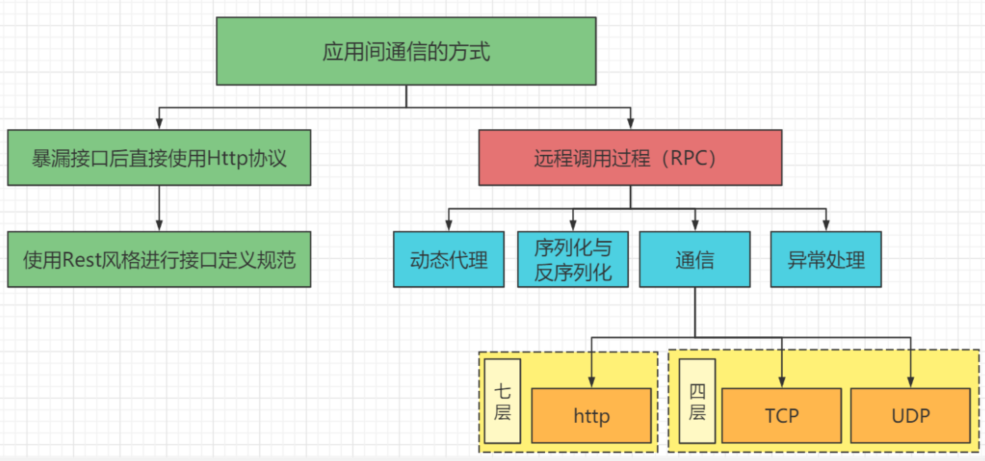 应用间通信的方式
暴漏接口后直接使用Http协议
远程调用过程（RPC）
使用Rest风格进行接口定义规范
动态代理
序列化与
反序列化
通信
异常处理
七
层
http
四
层
TCP
UDP